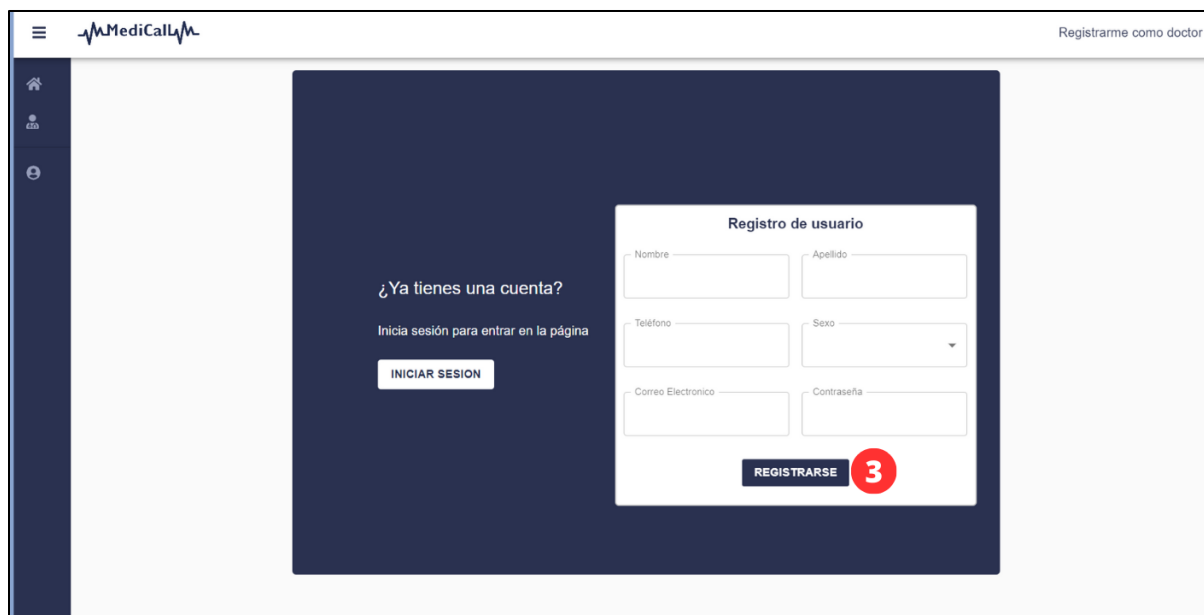 MediCall
Registrarme como doctor
¿Ya tienes una cuenta?
Inicia sesión para entrar en la página
INICIAR SESION
Registro de usuario
Nombre
Apellido
Teléfono
Sexo
Correo Electronico
Contraseña
REGISTRARSE
3